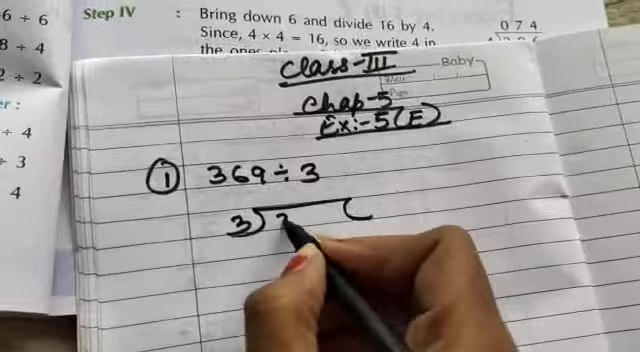 6 ÷ 6
8 ÷ 4
2 ÷ 2
er :
÷ 4
÷ 3
4
Step IV : Bring down 6 and divide 16 by 4.
Since, 4 × 4 = 16, so we write 4 in
the ones
0 7 4
Baby
Class-III
Chap-5
Ex:-5(E)
① 369÷3
3)